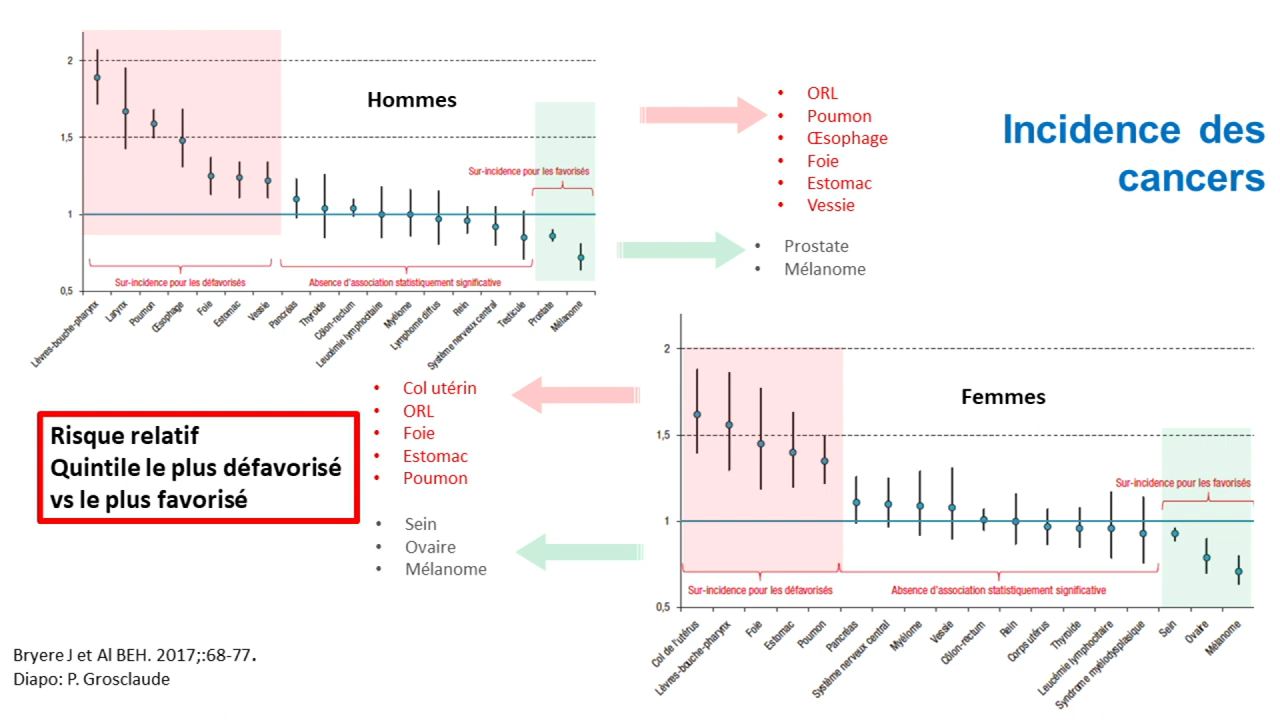 Incidence des
cancers
Hommes
2
1,5
1
0,5
Sur-incidence pour les favorisés
Sur-incidence pour les défavorisés
Absence d'association statistiquement significative
Lèvres-bouche-pharynx
Larynx
Poumon
Œsophage
Foie
Estomac
Vessie
Pancréas
Thyroïde
Côlon-rectum
Leucémie lymphocitaire
Myélome
Lymphome diffus
Rein
Système nerveux central
Testicule
Prostate
Mélanome
• ORL
• Poumon
• Œsophage
• Foie
• Estomac
• Vessie
• Prostate
• Mélanome
Femmes
2
1,5
1
0,5
Sur-incidence pour les favorisés
Sur-incidence pour les défavorisés
Absence d'association statistiquement significative
Col de l'utérus
Lèvres-bouche-pharynx
Foie
Estomac
Poumon
Pancréas
Système nerveux central
Myélome
Vessie
Côlon-rectum
Rein
Corps utérus
Thyroïde
Leucémie lymphocitaire
Syndrome myélodysplasique
Sein
Ovaire
Mélanome
• Col utérin
• ORL
• Foie
• Estomac
• Poumon
• Sein
• Ovaire
• Mélanome
Risque relatif
Quintile le plus défavorisé
vs le plus favorisé
Bryere J et Al BEH. 2017;:68-77.
Diapo: P. Grosclaude